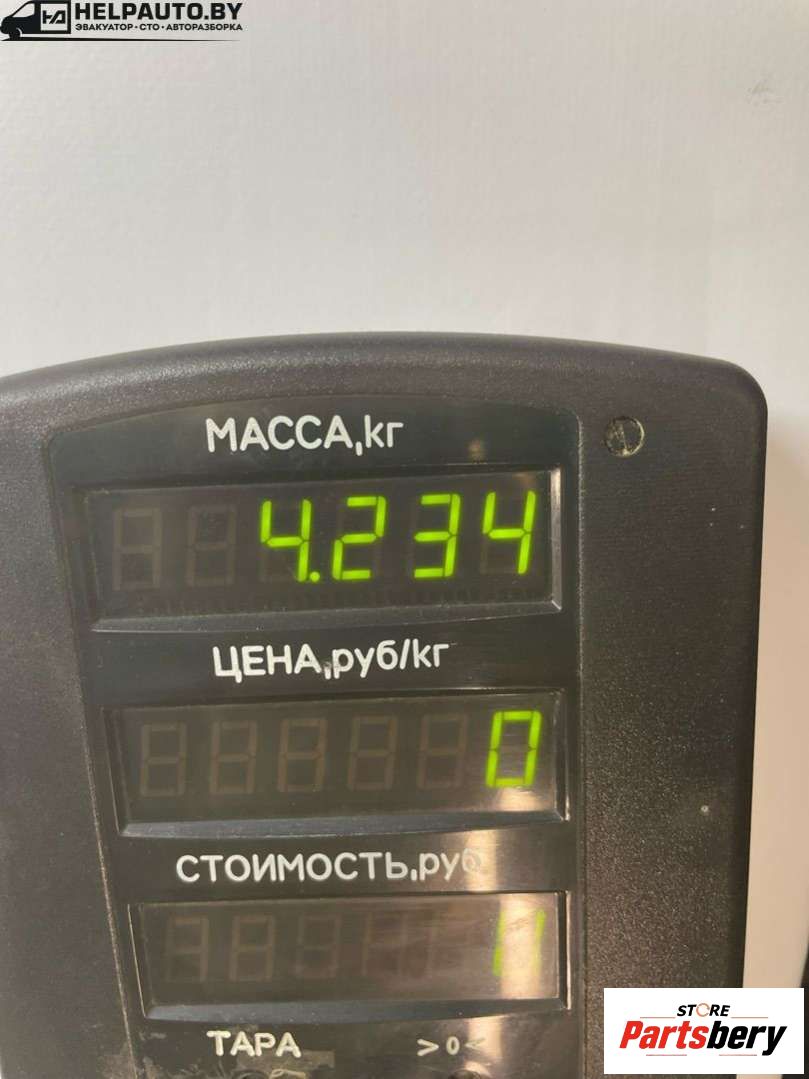 HELPAUTO.BY
ЭВАКУАТОР·СТО·АВТОРАЗБОРКА
МАССА,кг
4.234
ЦЕНА,руб/кг
0
СТОИМОСТЬ,руб
ТАРА >0<
STORE
Partsbery